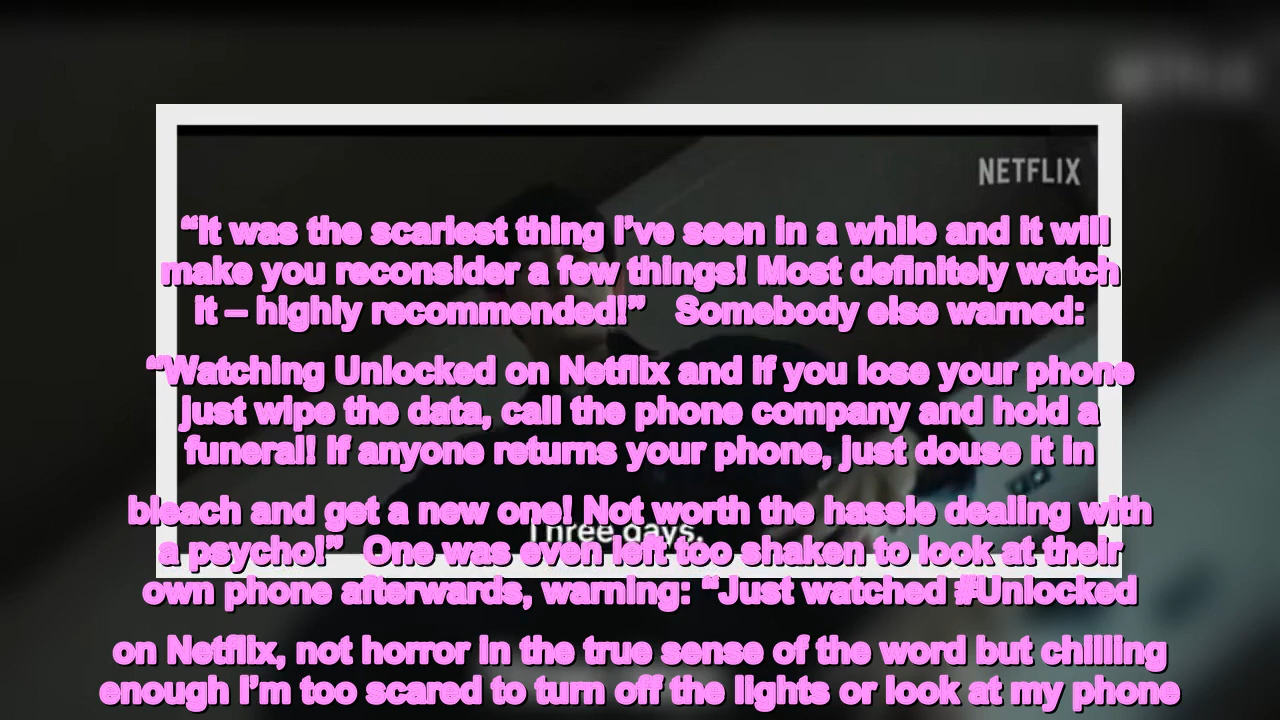 NETFLIX
“It was the scariest thing I’ve seen in a while and it will
make you reconsider a few things! Most definitely watch
it – highly recommended!” Somebody else warned:
“Watching Unlocked on Netflix and if you lose your phone
just wipe the data, call the phone company and hold a
funeral! If anyone returns your phone, just douse it in
bleach and get a new one! Not worth the hassle dealing with
Three days.
a psycho!” One was even left too shaken to look at their
own phone afterwards, warning: “Just watched #Unlocked
on Netflix, not horror in the true sense of the word but chilling
enough I’m too scared to turn off the lights or look at my phone